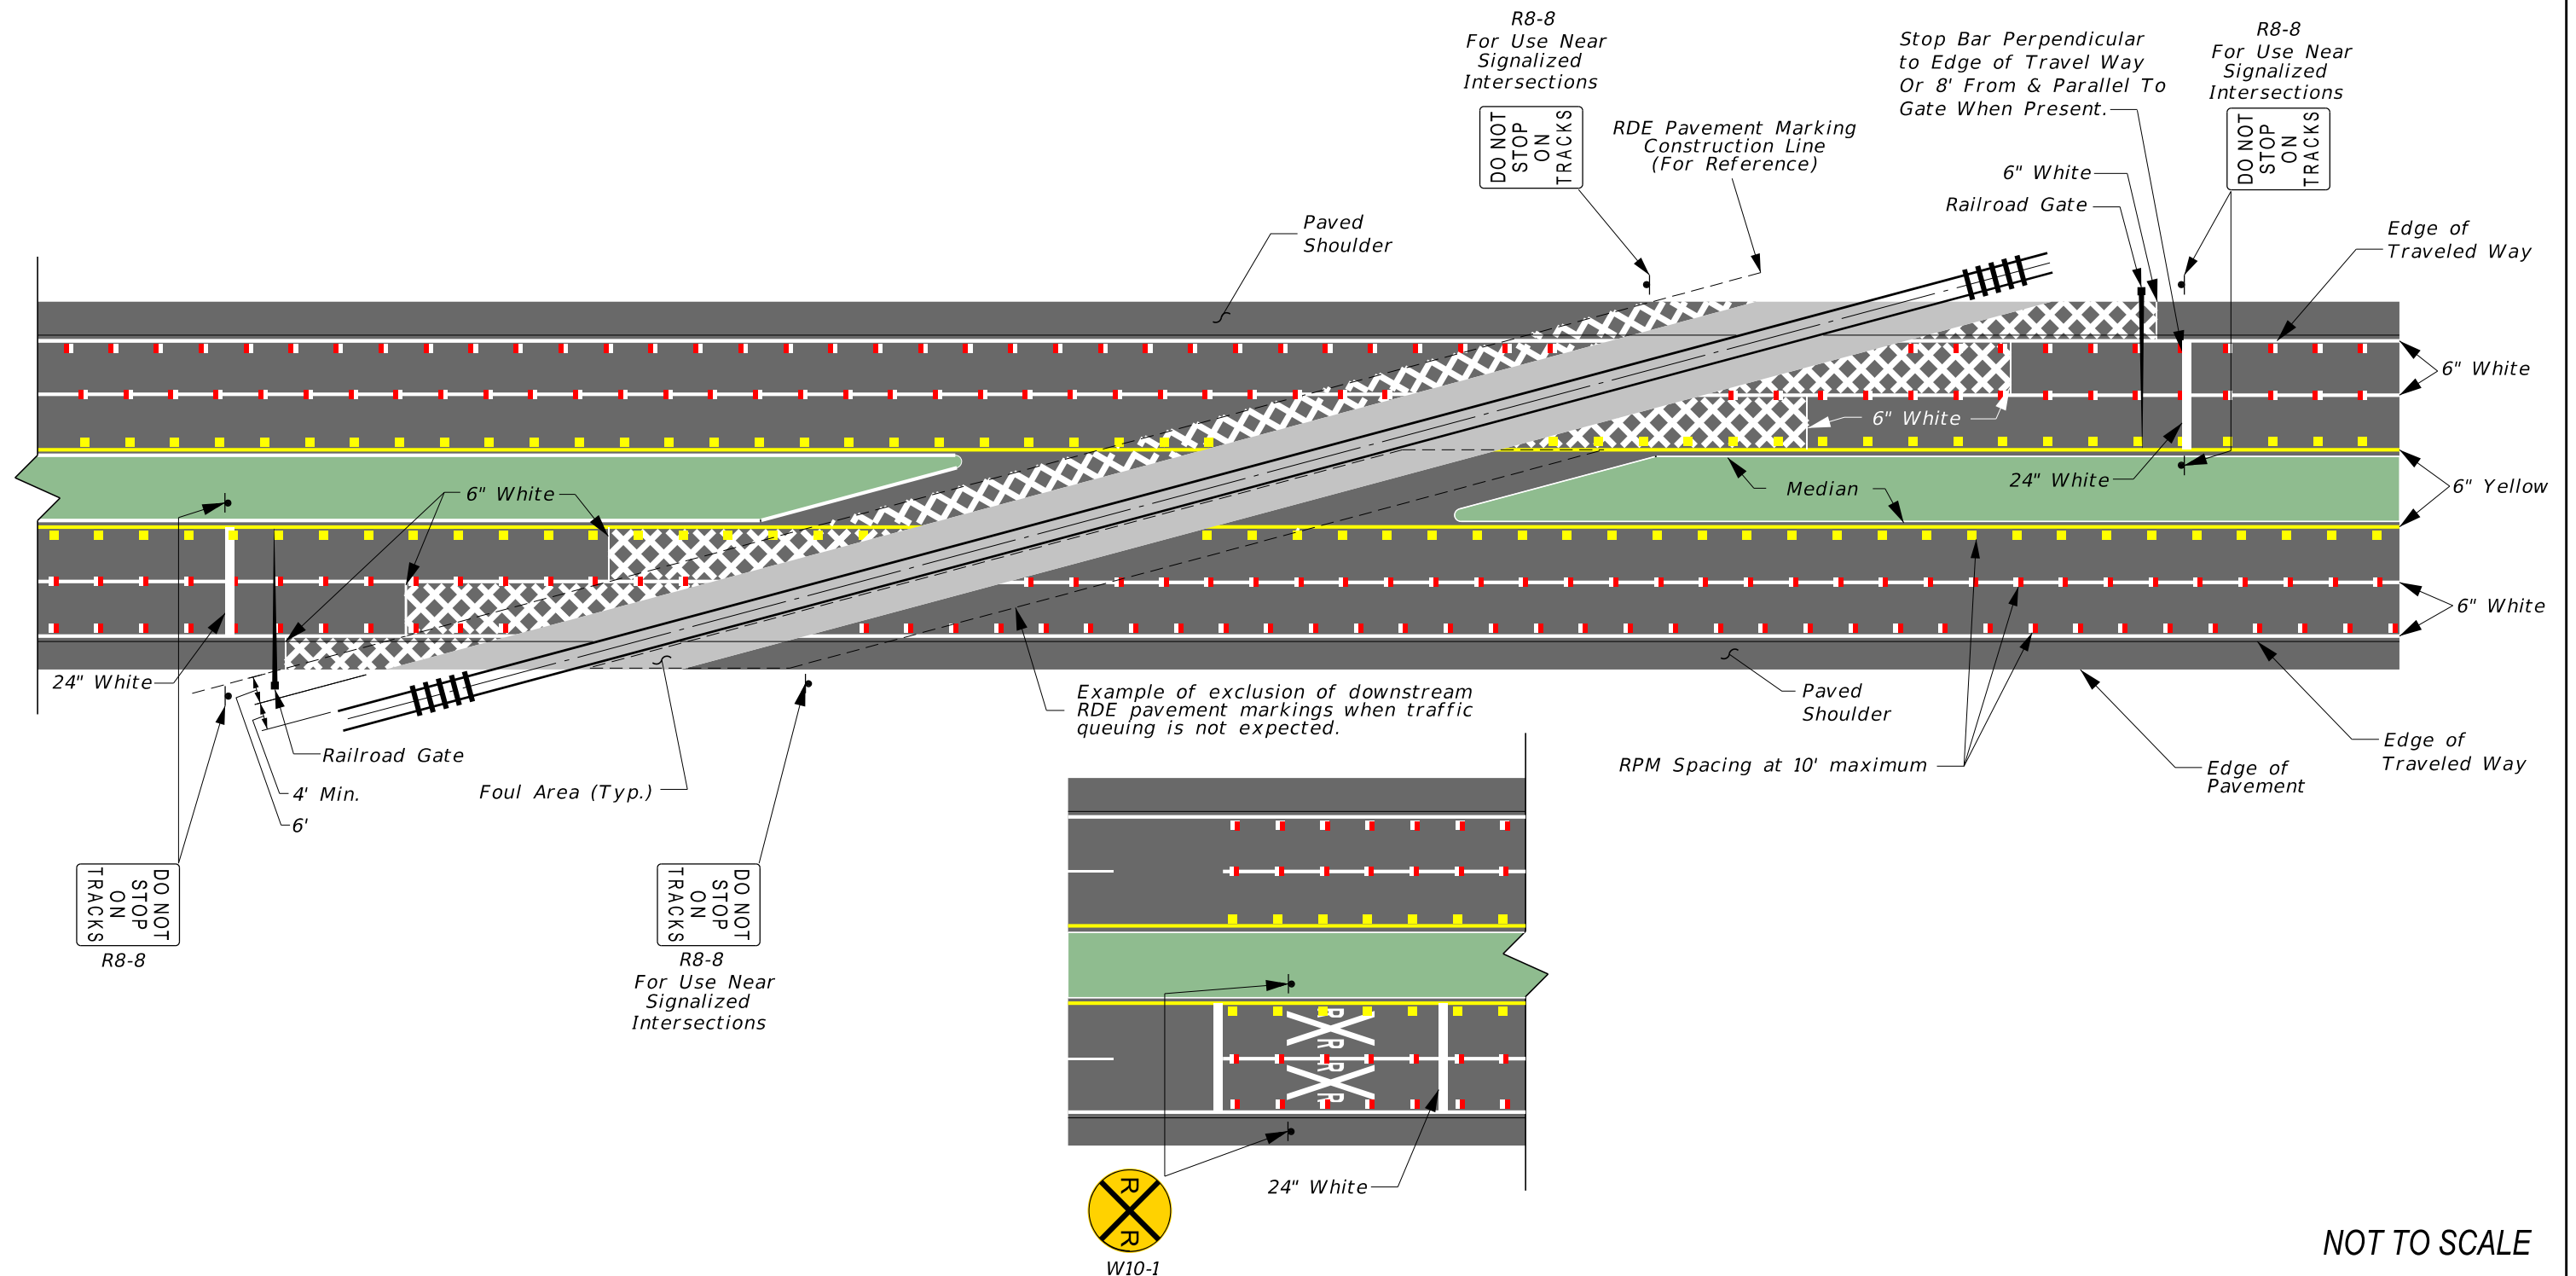 R8-8
For Use Near
Signalized
Intersections
DO NOT
STOP
ON
TRACKS
RDE Pavement Marking
Construction Line
(For Reference)
Stop Bar Perpendicular
to Edge of Travel Way
Or 8' From & Parallel To
Gate When Present.
R8-8
For Use Near
Signalized
Intersections
DO NOT
STOP
ON
TRACKS
6" White
Railroad Gate
Paved
Shoulder
Edge of
Traveled Way
6" White
6" White
24" White
Median
6" Yellow
6" White
6" White
24" White
Railroad Gate
4' Min.
6'
Foul Area (Typ.)
Example of exclusion of downstream
RDE pavement markings when traffic
queuing is not expected.
Paved
Shoulder
RPM Spacing at 10' maximum
Edge of
Pavement
Edge of
Traveled Way
DO NOT
STOP
ON
TRACKS
R8-8
DO NOT
STOP
ON
TRACKS
R8-8
For Use Near
Signalized
Intersections
R R
R R
24" White
R R
W10-1
NOT TO SCALE